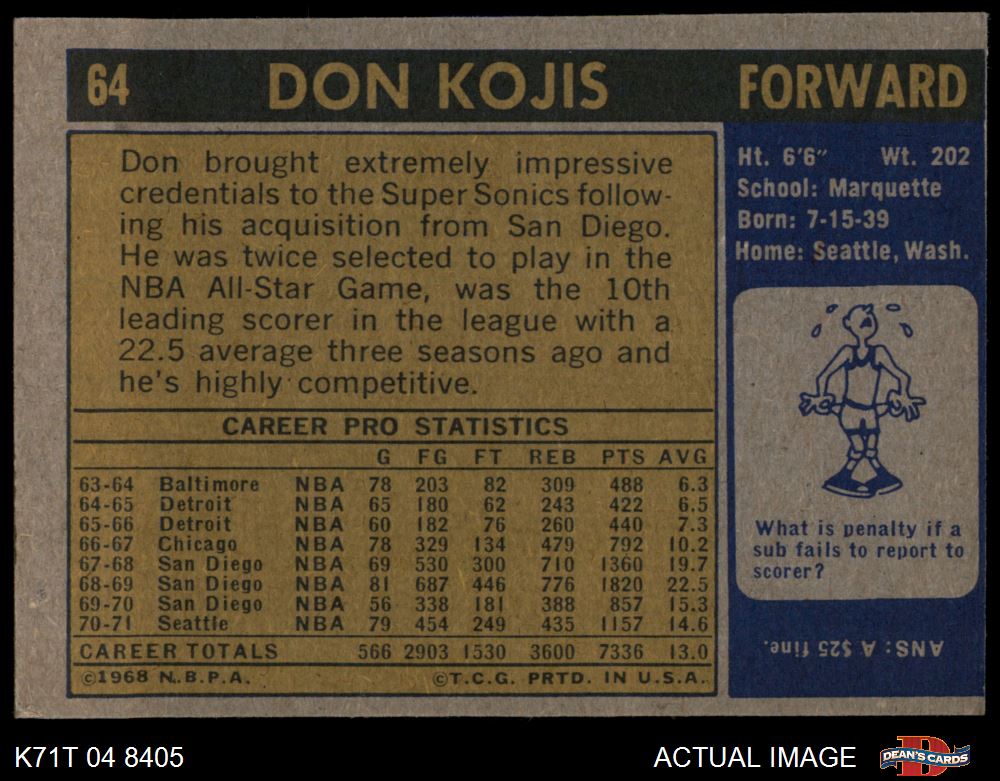 64 DON KOJIS FORWARD
Don brought extremely impressive
credentials to the Super Sonics follow-
ing his acquisition from San Diego.
He was twice selected to play in the
NBA All-Star Game, was the 10th
leading scorer in the league with a
22.5 average three seasons ago and
he's highly competitive.
CAREER PRO STATISTICS
G FG FT REB PTS AVG
63-64 Baltimore NBA 78 203 82 309 488 6.3
64-65 Detroit NBA 65 180 62 243 422 6.5
65-66 Detroit NBA 60 182 76 260 440 7.3
66-67 Chicago NBA 78 329 134 479 792 10.2
67-68 San Diego NBA 69 530 300 710 1360 19.7
68-69 San Diego NBA 81 687 446 776 1820 22.5
69-70 San Diego NBA 56 338 181 388 857 15.3
70-71 Seattle NBA 79 454 249 435 1157 14.6
CAREER TOTALS 566 2903 1530 3600 7336 13.0
©1968 N.B.P.A. ©T.C.G. PRTD. IN U.S.A.
Ht. 6'6" Wt. 202
School: Marquette
Born: 7-15-39
Home: Seattle, Wash.
What is penalty if a
sub fails to report to
scorer?
ANS: A $25 fine.
K71T 04 8405 ACTUAL IMAGE DEAN'S CARDS